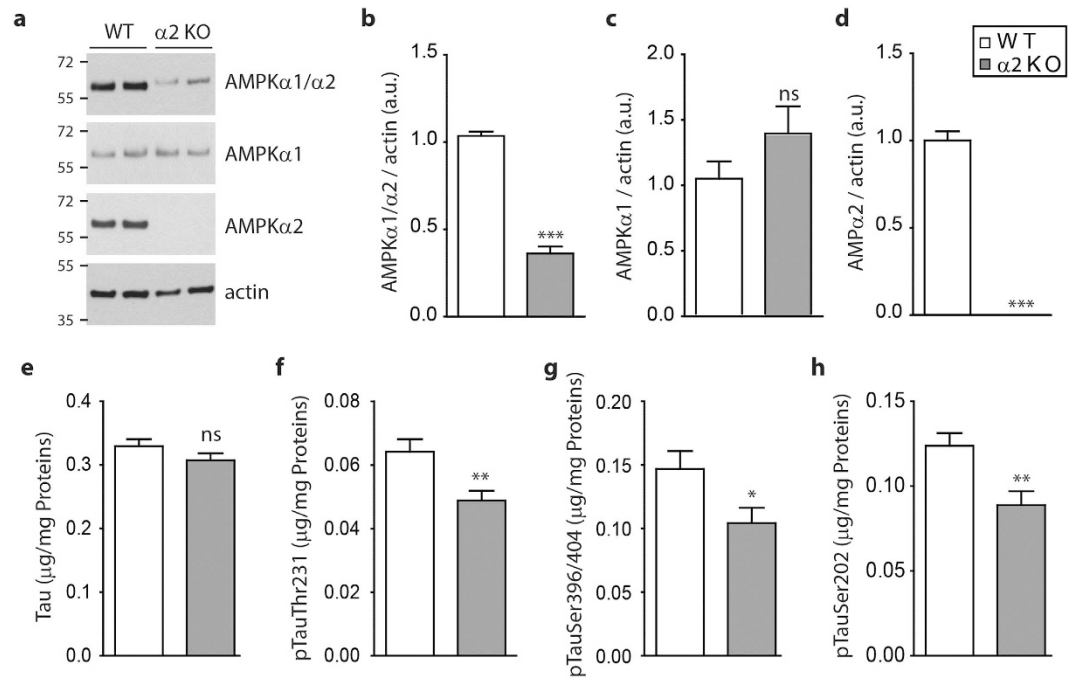 a
WT α2 KO
72
55
AMPKα1/α2
72
55
AMPKα1
72
55
AMPKα2
55
35
actin
b
AMPKα1/α2 / actin (a.u.)
1.5
1.0
0.5
0.0
***
c
AMPKα1 / actin (a.u.)
2.0
1.5
1.0
0.5
0.0
ns
d
AMPα2 / actin (a.u.)
1.5
1.0
0.5
0.0
***
W T
α2 K O
e
Tau (µg/mg Proteins)
0.4
0.3
0.2
0.1
0.0
ns
f
pTauThr231 (µg/mg Proteins)
0.08
0.06
0.04
0.02
0.00
**
g
pTauSer396/404 (µg/mg Proteins)
0.20
0.15
0.10
0.05
0.00
*
h
pTauSer202 (µg/mg Proteins)
0.15
0.10
0.05
0.00
**